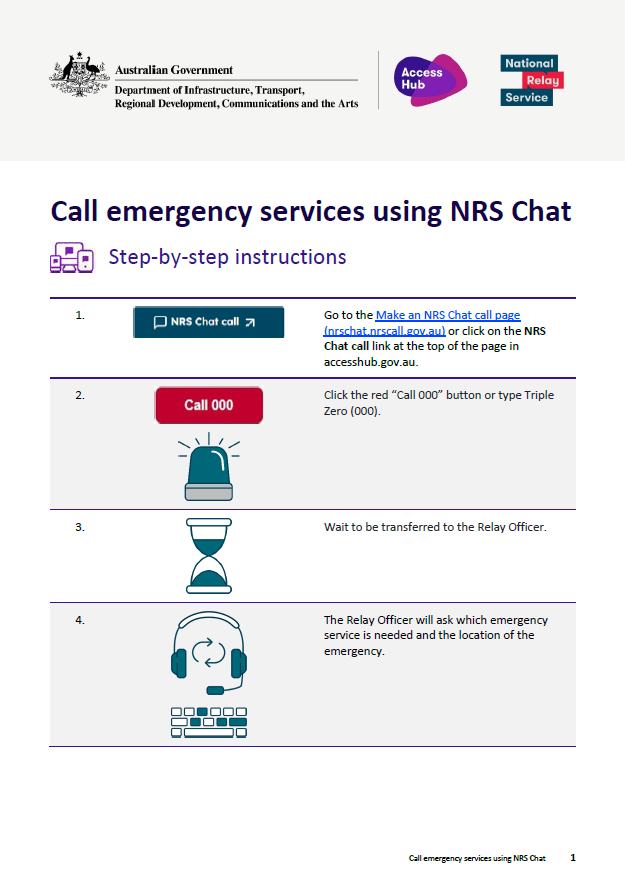 Australian Government
Department of Infrastructure, Transport,
Regional Development, Communications and the Arts
Access
Hub
National
Relay
Service
Call emergency services using NRS Chat
Step-by-step instructions
1.
NRS Chat call
Go to the Make an NRS Chat call page
(nrschat.nrscall.gov.au) or click on the NRS
Chat call link at the top of the page in
accesshub.gov.au.
2.
Call 000
Click the red “Call 000” button or type Triple
Zero (000).
3.
Wait to be transferred to the Relay Officer.
4.
The Relay Officer will ask which emergency
service is needed and the location of the
emergency.
Call emergency services using NRS Chat 1